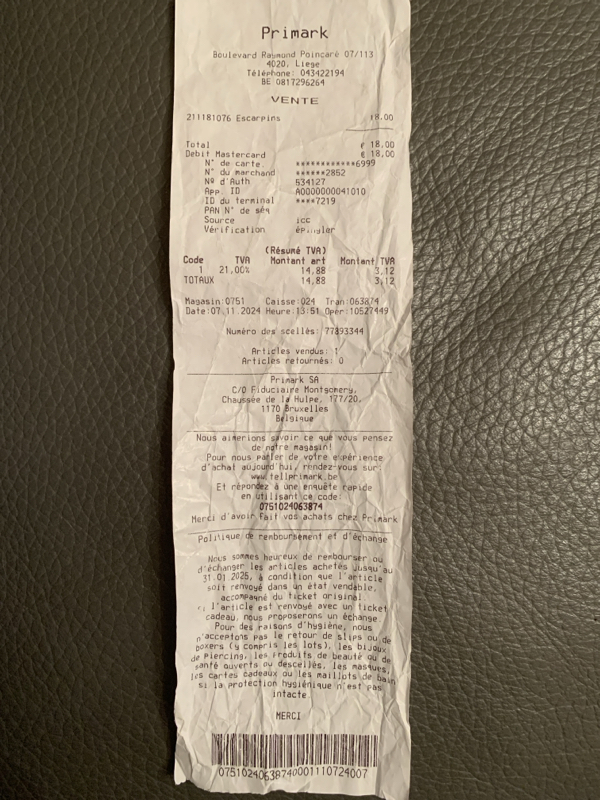 Primark
Boulevard Raymond Poincaré 07/113
4020, Liege
Téléphone: 043422194
BE 0817296264
VENTE
211181076 Escarpins 18.00
Total € 18,00
Debit Mastercard € 18,00
N° de carte. ************6999
N° du marchand ******2852
Nº d'Auth 534127
App. ID A0000000041010
ID du terminal ****7219
PAN N° de séq
Source icc
Vérification épingler
(Résumé TVA)
Code TVA Montant art Montant TVA
1 21,00% 14,88 3,12
TOTAUX 14,88 3,12
Magasin:0751 Caisse:024 Tran:063874
Date:07.11.2024 Heure:13:51 Oper:10527449
Numéro des scellés: 77893344
Articles vendus: 1
Articles retournés: 0
Primark SA
C/O Fiduciaire Montgomery,
Chaussée de la Hulpe, 177/20,
1170 Bruxelles
Belgique
Nous aimerions savoir ce que vous pensez
de notre magasin!
Pour nous parler de votre expérience
d'achat aujourd'hui, rendez-vous sur:
www.tellprimark.be
Et répondez à une enquête rapide
en utilisant ce code:
0751024063874
Merci d'avoir fait vos achats chez Primark
Politique de remboursement et d'échange
Nous sommes heureux de rembourser ou
d'échanger les articles achetés jusqu'au
31.01 2025, à condition que l'article
soit renvoyé dans un état vendable,
accompagné du ticket original.
l'article est renvoyé avec un ticket
cadeau, nous proposerons un échange
Pour des raisons d'hygiène, nous
n'acceptons pas le retour de slips ou de
boxers (y compris les lots), les bijoux
de piercing, les produits de beauté ou de
santé ouverts ou descellés, les masques,
les cartes cadeaux ou les maillots de bain
si la protection hygiénique n'est pas
intacte.
MERCI
07510240638740001110724007